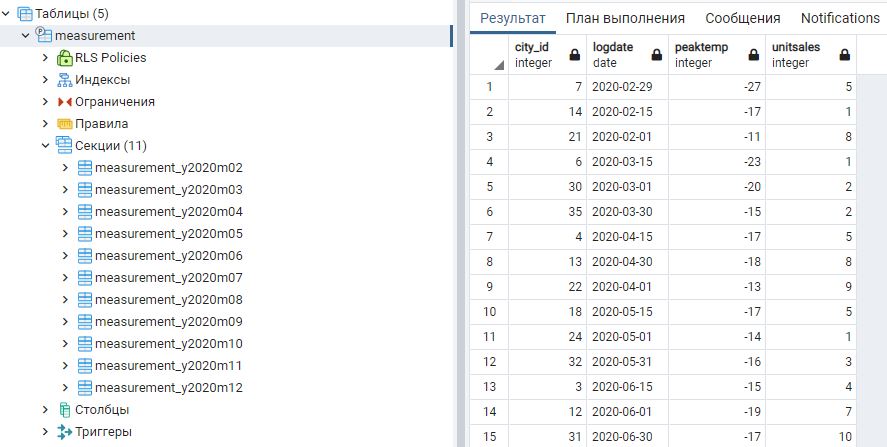 Таблицы (5)
measurement
RLS Policies
Индексы
Ограничения
Правила
Секции (11)
measurement_y2020m02
measurement_y2020m03
measurement_y2020m04
measurement_y2020m05
measurement_y2020m06
measurement_y2020m07
measurement_y2020m08
measurement_y2020m09
measurement_y2020m10
measurement_y2020m11
measurement_y2020m12
Столбцы
Триггеры
Результат План выполнения Сообщения Notifications
city_id logdate peaktemp unitsales
integer date integer integer
1 7 2020-02-29 -27 5
2 14 2020-02-15 -17 1
3 21 2020-02-01 -11 8
4 6 2020-03-15 -23 1
5 30 2020-03-01 -20 2
6 35 2020-03-30 -15 2
7 4 2020-04-15 -17 5
8 13 2020-04-30 -18 8
9 22 2020-04-01 -13 9
10 18 2020-05-15 -17 5
11 24 2020-05-01 -14 1
12 32 2020-05-31 -16 3
13 3 2020-06-15 -15 4
14 12 2020-06-01 -19 7
15 31 2020-06-30 -17 10